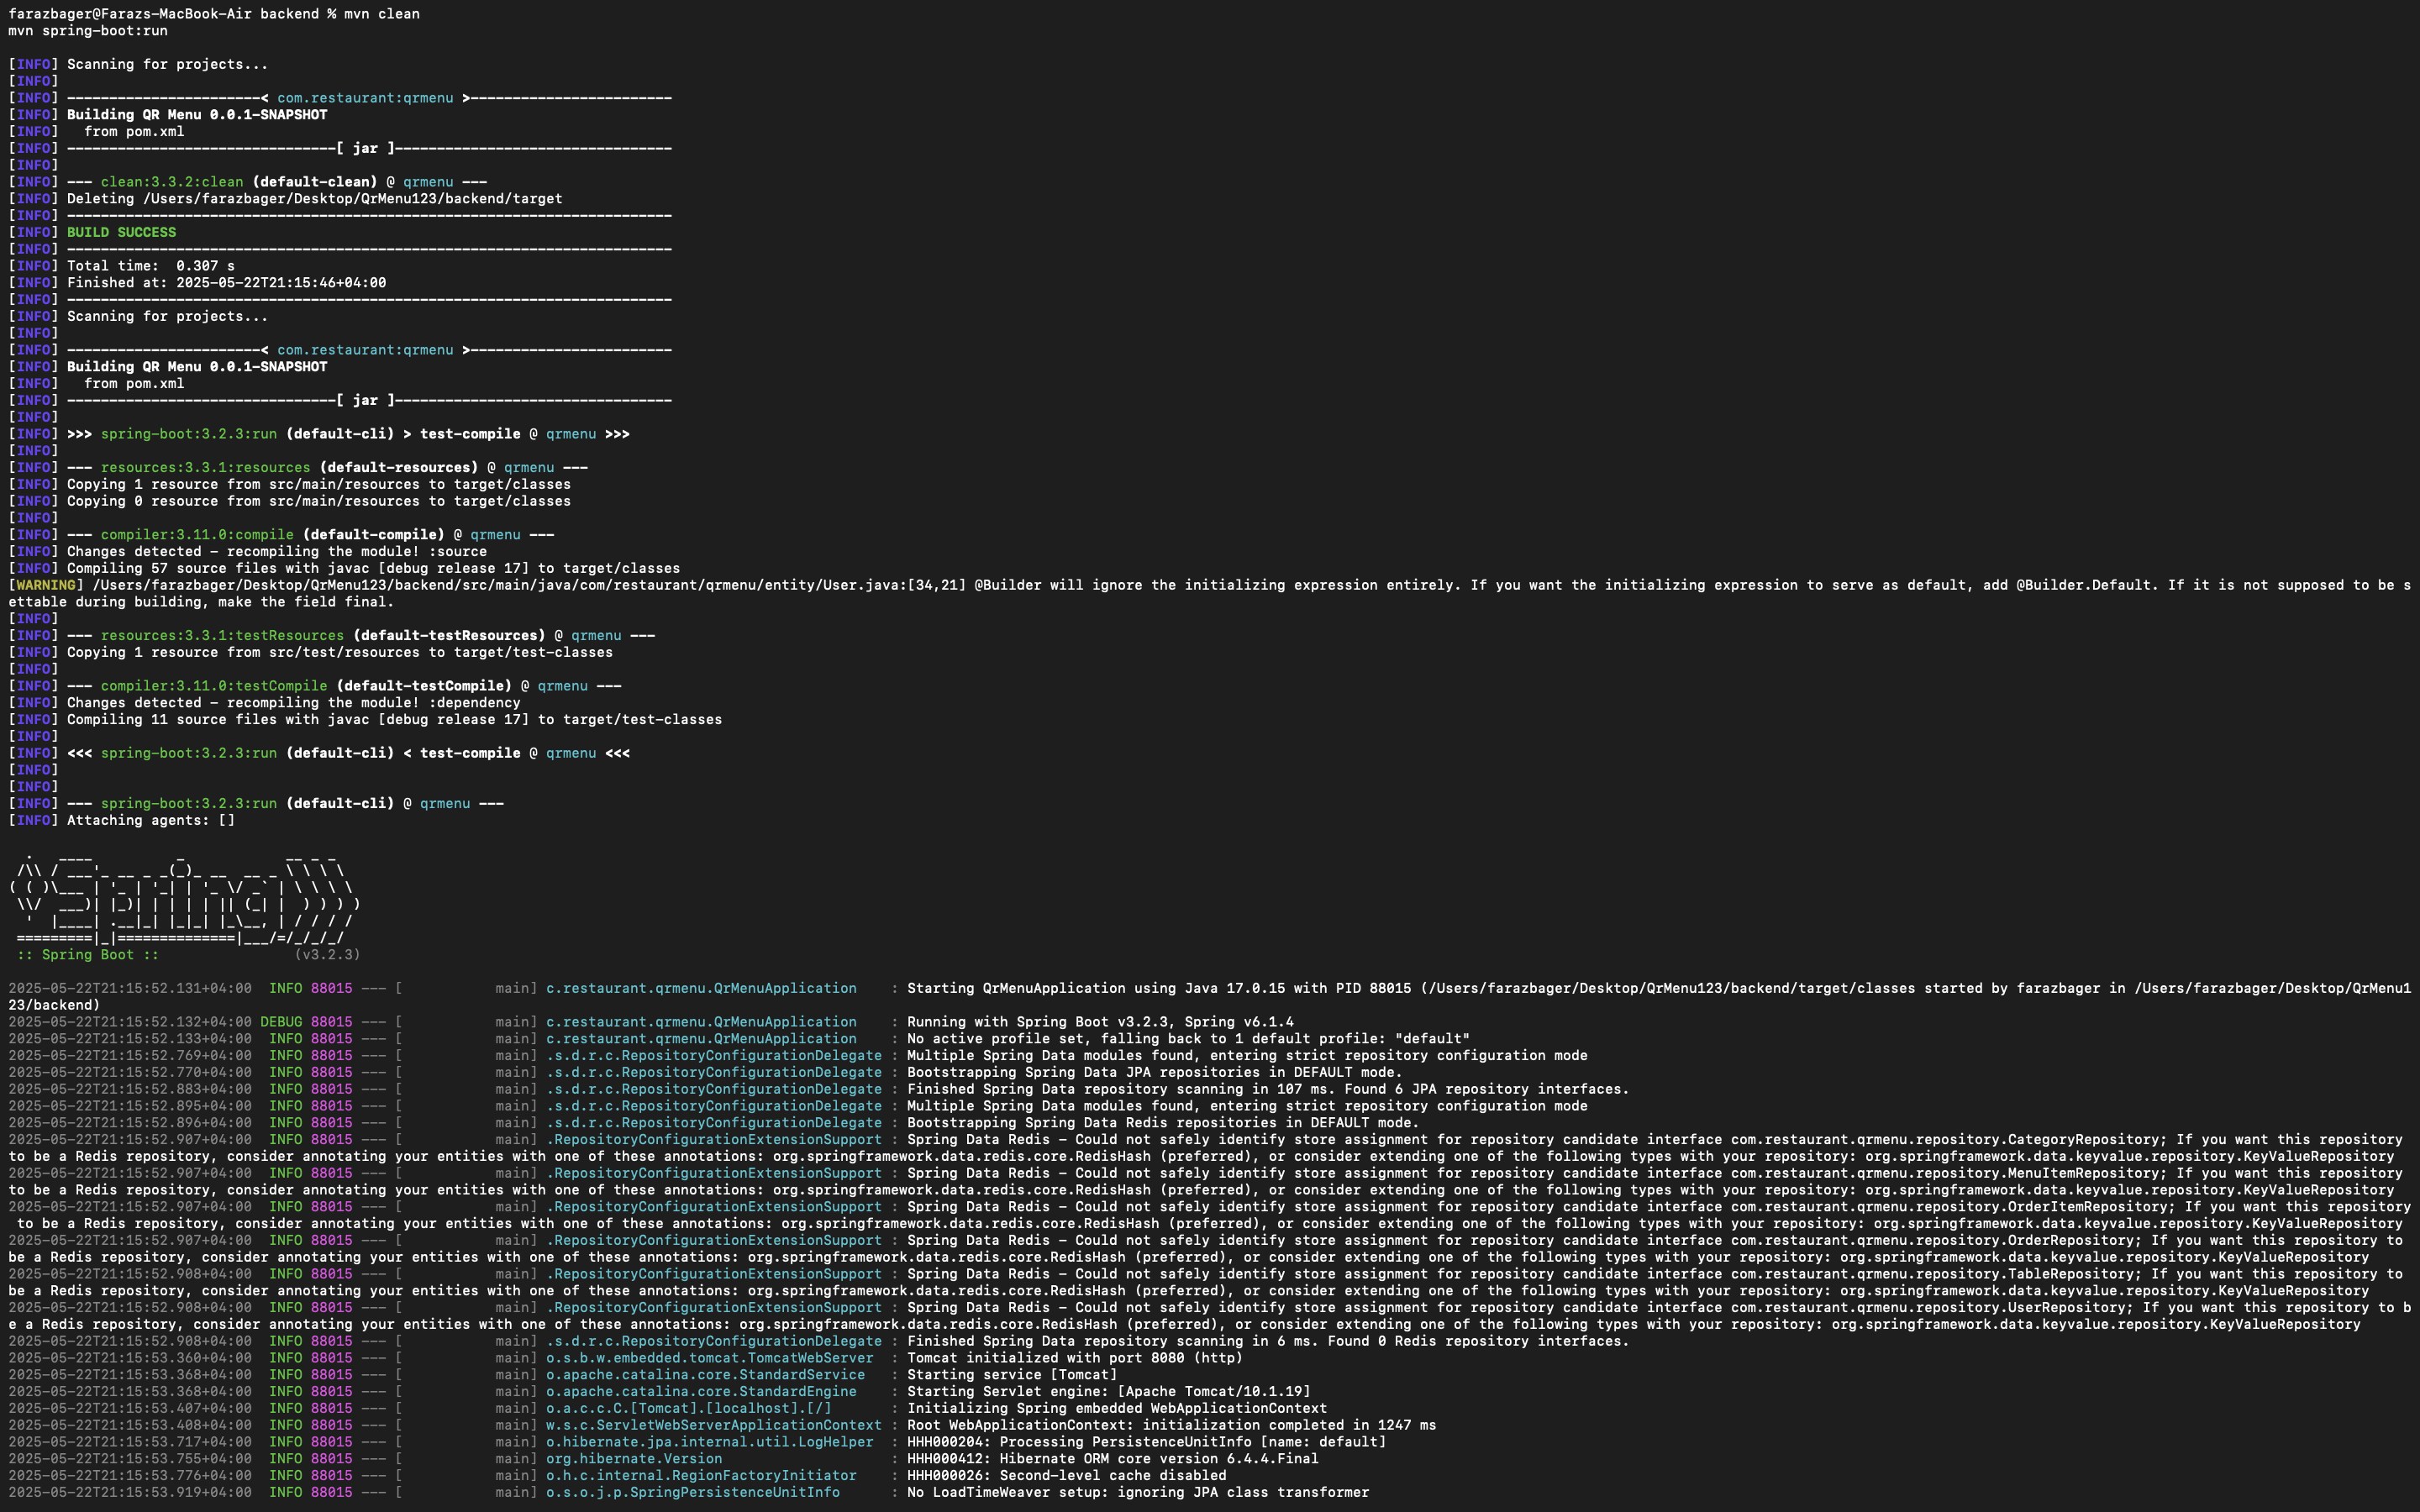 farazbager@Farazs-MacBook-Air backend % mvn clean
mvn spring-boot:run
[INFO] Scanning for projects...
[INFO]
[INFO] -----------------------< com.restaurant:qrmenu >------------------------
[INFO] Building QR Menu 0.0.1-SNAPSHOT
[INFO]   from pom.xml
[INFO] --------------------------------[ jar ]---------------------------------
[INFO]
[INFO] --- clean:3.3.2:clean (default-clean) @ qrmenu ---
[INFO] Deleting /Users/farazbager/Desktop/QrMenu123/backend/target
[INFO] ------------------------------------------------------------------------
[INFO] BUILD SUCCESS
[INFO] ------------------------------------------------------------------------
[INFO] Total time:  0.307 s
[INFO] Finished at: 2025-05-22T21:15:46+04:00
[INFO] ------------------------------------------------------------------------
[INFO] Scanning for projects...
[INFO]
[INFO] -----------------------< com.restaurant:qrmenu >------------------------
[INFO] Building QR Menu 0.0.1-SNAPSHOT
[INFO]   from pom.xml
[INFO] --------------------------------[ jar ]---------------------------------
[INFO]
[INFO] >>> spring-boot:3.2.3:run (default-cli) > test-compile @ qrmenu >>>
[INFO]
[INFO] --- resources:3.3.1:resources (default-resources) @ qrmenu ---
[INFO] Copying 1 resource from src/main/resources to target/classes
[INFO] Copying 0 resource from src/main/resources to target/classes
[INFO]
[INFO] --- compiler:3.11.0:compile (default-compile) @ qrmenu ---
[INFO] Changes detected - recompiling the module! :source
[INFO] Compiling 57 source files with javac [debug release 17] to target/classes
[WARNING] /Users/farazbager/Desktop/QrMenu123/backend/src/main/java/com/restaurant/qrmenu/entity/User.java:[34,21] @Builder will ignore the initializing expression entirely. If you want the initializing expression to serve as default, add @Builder.Default. If it is not supposed to be s
ettable during building, make the field final.
[INFO]
[INFO] --- resources:3.3.1:testResources (default-testResources) @ qrmenu ---
[INFO] Copying 1 resource from src/test/resources to target/test-classes
[INFO]
[INFO] --- compiler:3.11.0:testCompile (default-testCompile) @ qrmenu ---
[INFO] Changes detected - recompiling the module! :dependency
[INFO] Compiling 11 source files with javac [debug release 17] to target/test-classes
[INFO]
[INFO] <<< spring-boot:3.2.3:run (default-cli) < test-compile @ qrmenu <<<
[INFO]
[INFO]
[INFO] --- spring-boot:3.2.3:run (default-cli) @ qrmenu ---
[INFO] Attaching agents: []
  .   ____          _            __ _ _
 /\\ / ___'_ __ _ _(_)_ __  __ _ \ \ \ \
( ( )\___ | '_ | '_| | '_ \/ _` | \ \ \ \
 \\/  ___)| |_)| | | | | || (_| |  ) ) ) )
  '  |____| .__|_| |_|_| |_\__, | / / / /
 =========|_|==============|___/=/_/_/_/
 :: Spring Boot ::                (v3.2.3)
2025-05-22T21:15:52.131+04:00  INFO 88015 --- [           main] c.restaurant.qrmenu.QrMenuApplication    : Starting QrMenuApplication using Java 17.0.15 with PID 88015 (/Users/farazbager/Desktop/QrMenu123/backend/target/classes started by farazbager in /Users/farazbager/Desktop/QrMenu1
23/backend)
2025-05-22T21:15:52.132+04:00 DEBUG 88015 --- [           main] c.restaurant.qrmenu.QrMenuApplication    : Running with Spring Boot v3.2.3, Spring v6.1.4
2025-05-22T21:15:52.133+04:00  INFO 88015 --- [           main] c.restaurant.qrmenu.QrMenuApplication    : No active profile set, falling back to 1 default profile: "default"
2025-05-22T21:15:52.769+04:00  INFO 88015 --- [           main] .s.d.r.c.RepositoryConfigurationDelegate : Multiple Spring Data modules found, entering strict repository configuration mode
2025-05-22T21:15:52.770+04:00  INFO 88015 --- [           main] .s.d.r.c.RepositoryConfigurationDelegate : Bootstrapping Spring Data JPA repositories in DEFAULT mode.
2025-05-22T21:15:52.883+04:00  INFO 88015 --- [           main] .s.d.r.c.RepositoryConfigurationDelegate : Finished Spring Data repository scanning in 107 ms. Found 6 JPA repository interfaces.
2025-05-22T21:15:52.895+04:00  INFO 88015 --- [           main] .s.d.r.c.RepositoryConfigurationDelegate : Multiple Spring Data modules found, entering strict repository configuration mode
2025-05-22T21:15:52.896+04:00  INFO 88015 --- [           main] .s.d.r.c.RepositoryConfigurationDelegate : Bootstrapping Spring Data Redis repositories in DEFAULT mode.
2025-05-22T21:15:52.907+04:00  INFO 88015 --- [           main] .RepositoryConfigurationExtensionSupport : Spring Data Redis - Could not safely identify store assignment for repository candidate interface com.restaurant.qrmenu.repository.CategoryRepository; If you want this repository
to be a Redis repository, consider annotating your entities with one of these annotations: org.springframework.data.redis.core.RedisHash (preferred), or consider extending one of the following types with your repository: org.springframework.data.keyvalue.repository.KeyValueRepository
2025-05-22T21:15:52.907+04:00  INFO 88015 --- [           main] .RepositoryConfigurationExtensionSupport : Spring Data Redis - Could not safely identify store assignment for repository candidate interface com.restaurant.qrmenu.repository.MenuItemRepository; If you want this repository
to be a Redis repository, consider annotating your entities with one of these annotations: org.springframework.data.redis.core.RedisHash (preferred), or consider extending one of the following types with your repository: org.springframework.data.keyvalue.repository.KeyValueRepository
2025-05-22T21:15:52.907+04:00  INFO 88015 --- [           main] .RepositoryConfigurationExtensionSupport : Spring Data Redis - Could not safely identify store assignment for repository candidate interface com.restaurant.qrmenu.repository.OrderItemRepository; If you want this repository
 to be a Redis repository, consider annotating your entities with one of these annotations: org.springframework.data.redis.core.RedisHash (preferred), or consider extending one of the following types with your repository: org.springframework.data.keyvalue.repository.KeyValueRepository
2025-05-22T21:15:52.907+04:00  INFO 88015 --- [           main] .RepositoryConfigurationExtensionSupport : Spring Data Redis - Could not safely identify store assignment for repository candidate interface com.restaurant.qrmenu.repository.OrderRepository; If you want this repository to
be a Redis repository, consider annotating your entities with one of these annotations: org.springframework.data.redis.core.RedisHash (preferred), or consider extending one of the following types with your repository: org.springframework.data.keyvalue.repository.KeyValueRepository
2025-05-22T21:15:52.908+04:00  INFO 88015 --- [           main] .RepositoryConfigurationExtensionSupport : Spring Data Redis - Could not safely identify store assignment for repository candidate interface com.restaurant.qrmenu.repository.TableRepository; If you want this repository to
be a Redis repository, consider annotating your entities with one of these annotations: org.springframework.data.redis.core.RedisHash (preferred), or consider extending one of the following types with your repository: org.springframework.data.keyvalue.repository.KeyValueRepository
2025-05-22T21:15:52.908+04:00  INFO 88015 --- [           main] .RepositoryConfigurationExtensionSupport : Spring Data Redis - Could not safely identify store assignment for repository candidate interface com.restaurant.qrmenu.repository.UserRepository; If you want this repository to b
e a Redis repository, consider annotating your entities with one of these annotations: org.springframework.data.redis.core.RedisHash (preferred), or consider extending one of the following types with your repository: org.springframework.data.keyvalue.repository.KeyValueRepository
2025-05-22T21:15:52.908+04:00  INFO 88015 --- [           main] .s.d.r.c.RepositoryConfigurationDelegate : Finished Spring Data repository scanning in 6 ms. Found 0 Redis repository interfaces.
2025-05-22T21:15:53.360+04:00  INFO 88015 --- [           main] o.s.b.w.embedded.tomcat.TomcatWebServer  : Tomcat initialized with port 8080 (http)
2025-05-22T21:15:53.368+04:00  INFO 88015 --- [           main] o.apache.catalina.core.StandardService   : Starting service [Tomcat]
2025-05-22T21:15:53.368+04:00  INFO 88015 --- [           main] o.apache.catalina.core.StandardEngine    : Starting Servlet engine: [Apache Tomcat/10.1.19]
2025-05-22T21:15:53.407+04:00  INFO 88015 --- [           main] o.a.c.c.C.[Tomcat].[localhost].[/]       : Initializing Spring embedded WebApplicationContext
2025-05-22T21:15:53.408+04:00  INFO 88015 --- [           main] w.s.c.ServletWebServerApplicationContext : Root WebApplicationContext: initialization completed in 1247 ms
2025-05-22T21:15:53.717+04:00  INFO 88015 --- [           main] o.hibernate.jpa.internal.util.LogHelper  : HHH000204: Processing PersistenceUnitInfo [name: default]
2025-05-22T21:15:53.755+04:00  INFO 88015 --- [           main] org.hibernate.Version                    : HHH000412: Hibernate ORM core version 6.4.4.Final
2025-05-22T21:15:53.776+04:00  INFO 88015 --- [           main] o.h.c.internal.RegionFactoryInitiator    : HHH000026: Second-level cache disabled
2025-05-22T21:15:53.919+04:00  INFO 88015 --- [           main] o.s.o.j.p.SpringPersistenceUnitInfo      : No LoadTimeWeaver setup: ignoring JPA class transformer